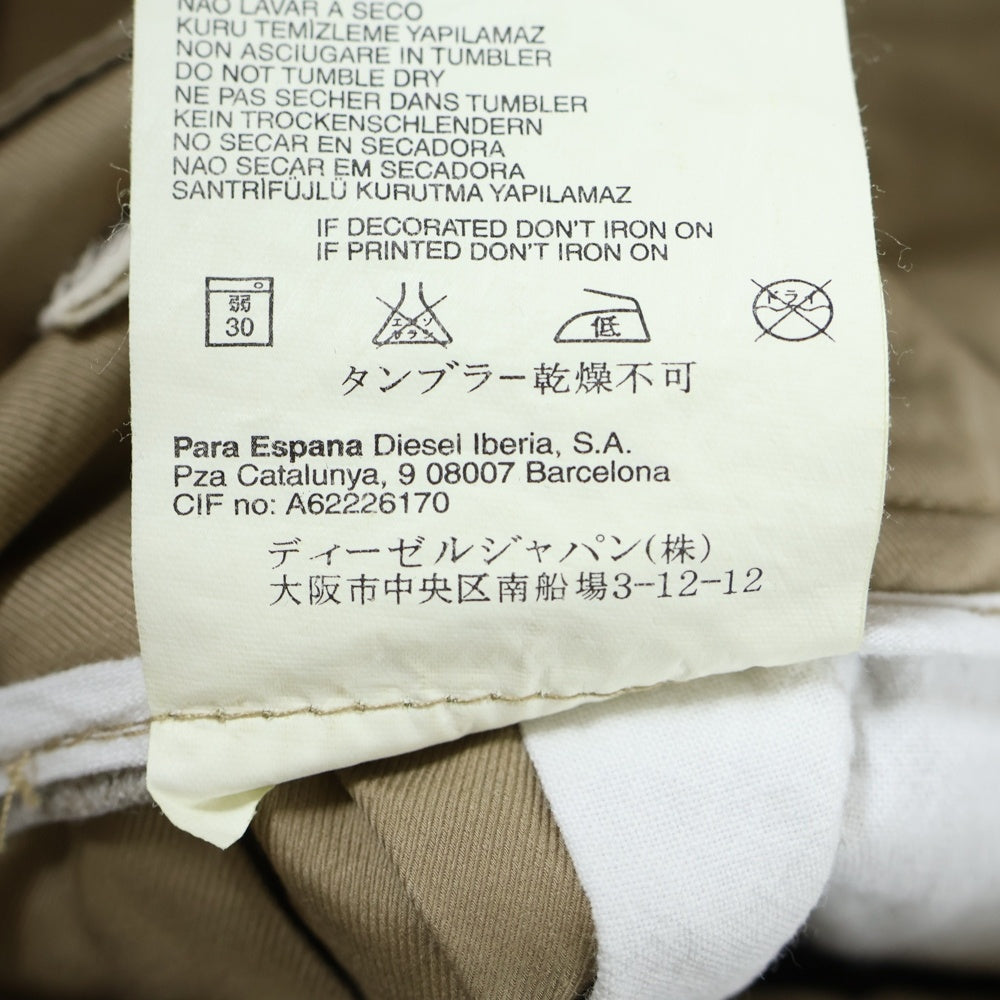 NAO LAVAR A SECO
KURU TEMİZLEME YAPILAMAZ
NON ASCIUGARE IN TUMBLER
DO NOT TUMBLE DRY
NE PAS SECHER DANS TUMBLER
KEIN TROCKENSCHLENDERN
NO SECAR EN SECADORA
NAO SECAR EM SECADORA
SANTRİFÜJLÜ KURUTMA YAPILAMAZ
IF DECORATED DON'T IRON ON
IF PRINTED DON'T IRON ON
弱 30 エンソサラシ 低 ドライ
タンブラー乾燥不可
Para Espana Diesel Iberia, S.A.
Pza Catalunya, 9 08007 Barcelona
CIF no: A62226170
ディーゼルジャパン(株)
大阪市中央区南船場3-12-12